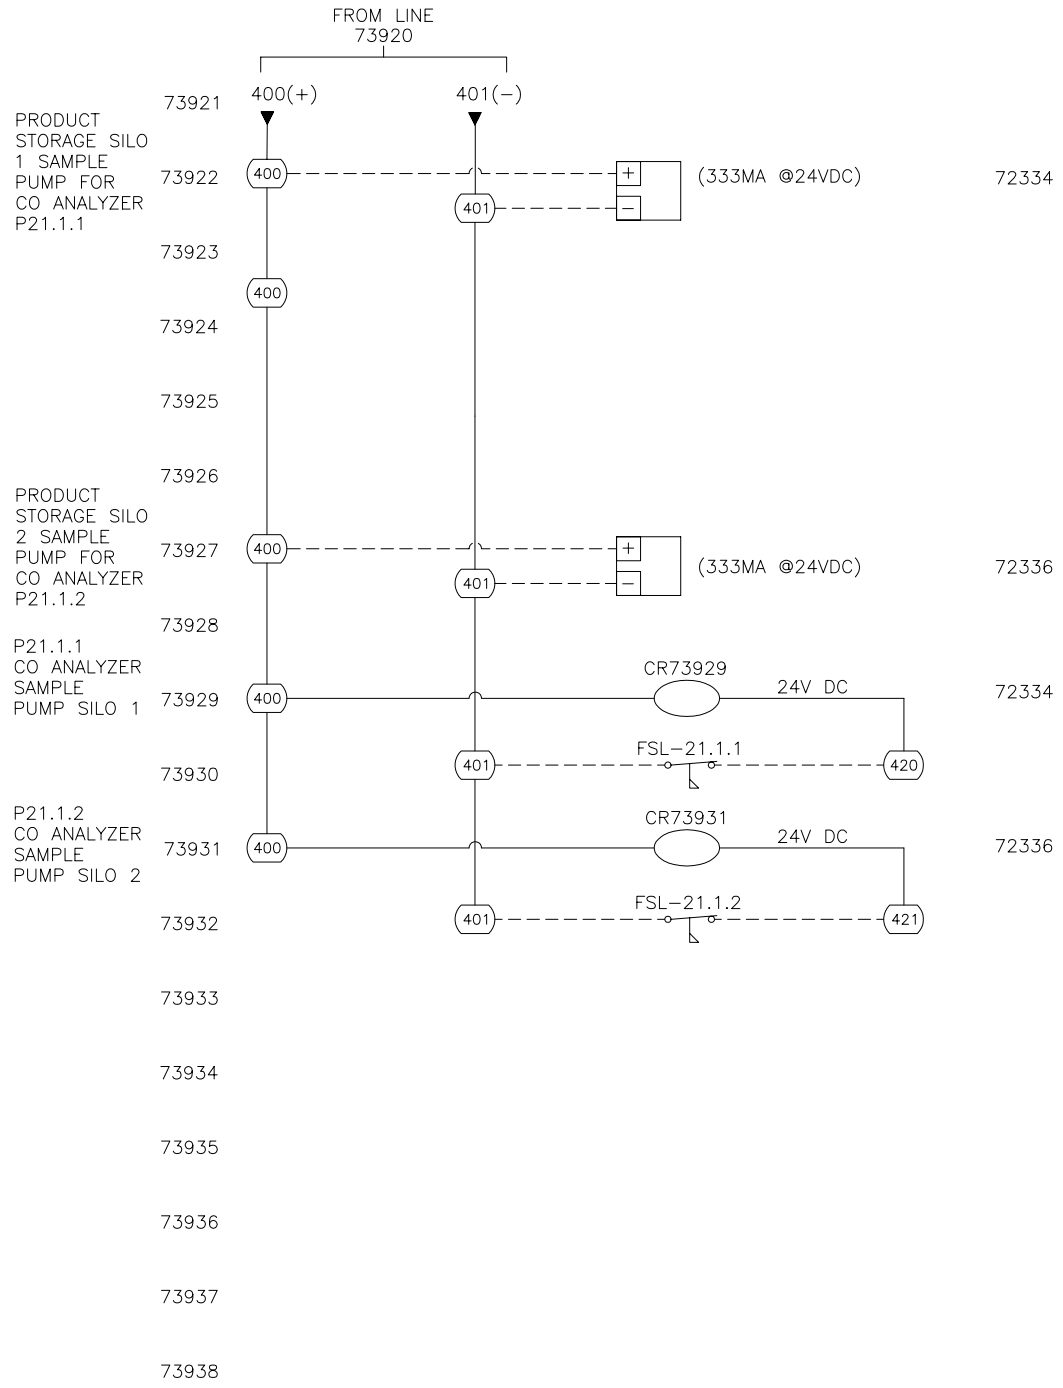 FROM LINE
73920
73921
400(+)
401(-)
PRODUCT
STORAGE SILO
1 SAMPLE
PUMP FOR
CO ANALYZER
P21.1.1
73922
400
+
(333MA @24VDC)
72334
401
-
73923
400
73924
73925
73926
PRODUCT
STORAGE SILO
2 SAMPLE
PUMP FOR
CO ANALYZER
P21.1.2
73927
400
+
(333MA @24VDC)
72336
401
-
73928
P21.1.1
CO ANALYZER
SAMPLE
PUMP SILO 1
73929
400
CR73929
24V DC
72334
73930
401
FSL-21.1.1
420
P21.1.2
CO ANALYZER
SAMPLE
PUMP SILO 2
73931
400
CR73931
24V DC
72336
73932
401
FSL-21.1.2
421
73933
73934
73935
73936
73937
73938